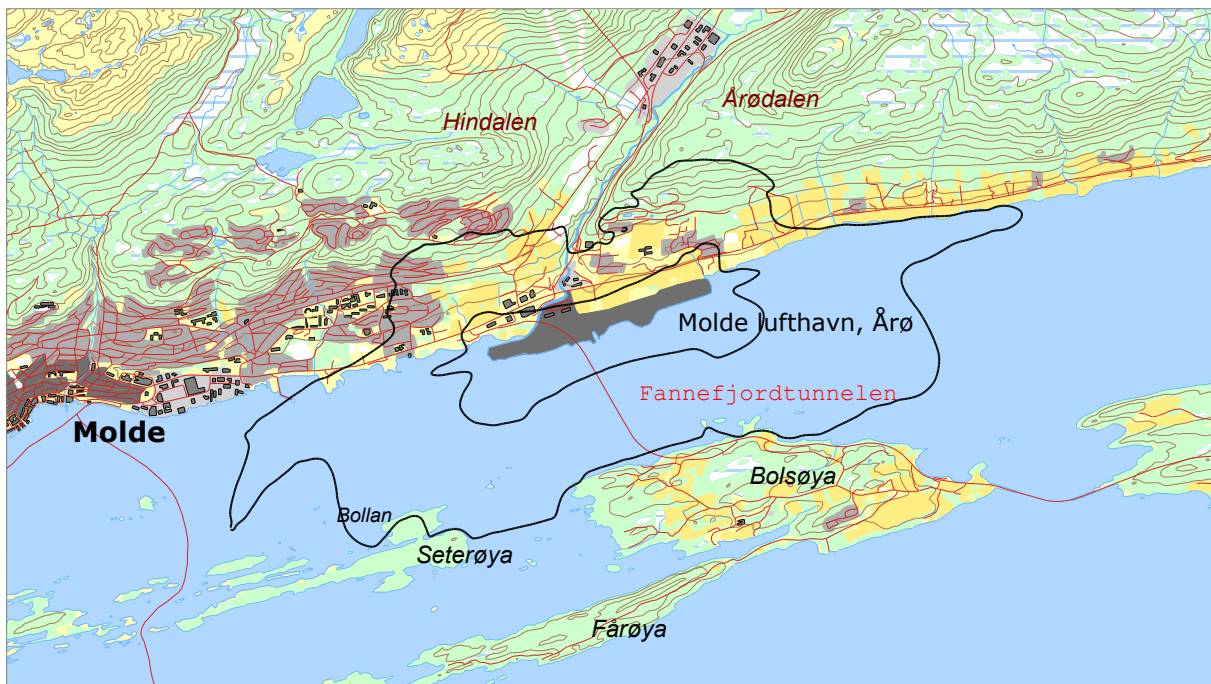 Årødalen
Hindalen
Molde lufthavn, Årø
Fannefjordtunnelen
Molde
Bolsøya
Bollan
Seterøya
Fårøya